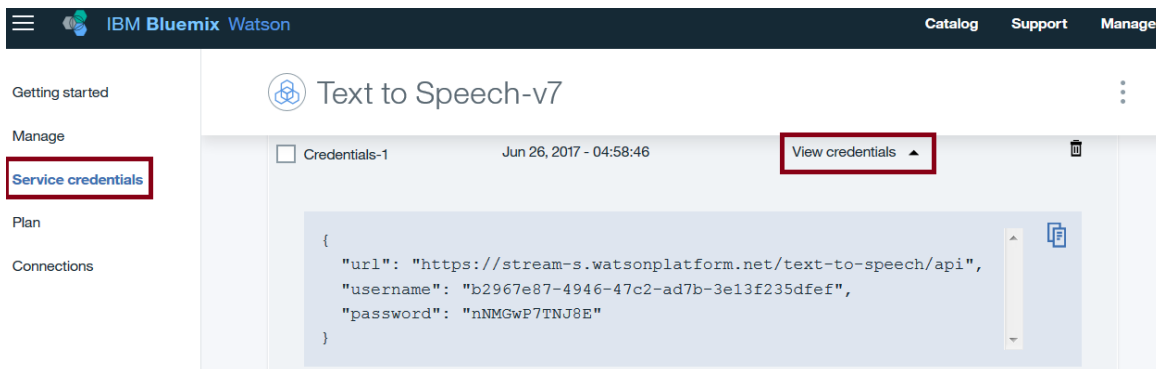 IBM Bluemix Watson Catalog Support Manage
Text to Speech-v7
Getting started
Manage
Service credentials
Plan
Connections
Credentials-1 Jun 26, 2017 - 04:58:46 View credentials
{
"url": "https://stream-s.watsonplatform.net/text-to-speech/api",
"username": "b2967e87-4946-47c2-ad7b-3e13f235dfef",
"password": "nNMGwP7TNJ8E"
}